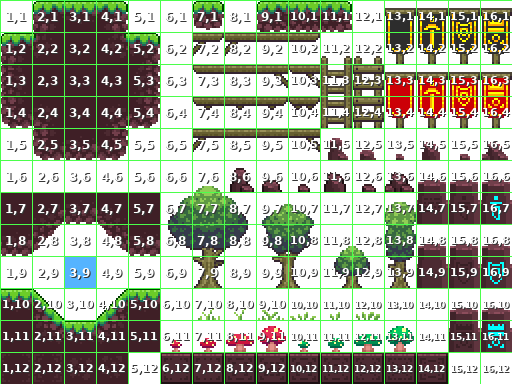 1,1 2,1 3,1 4,1 5,1 6,1 7,1 8,1 9,1 10,1 11,1 12,1 13,1 14,1 15,1 16,1
1,2 2,2 3,2 4,2 5,2 6,2 7,2 8,2 9,2 10,2 11,2 12,2 13,2 14,2 15,2 16,2
1,3 2,3 3,3 4,3 5,3 6,3 7,3 8,3 9,3 10,3 11,3 12,3 13,3 14,3 15,3 16,3
1,4 2,4 3,4 4,4 5,4 6,4 7,4 8,4 9,4 10,4 11,4 12,4 13,4 14,4 15,4 16,4
1,5 2,5 3,5 4,5 5,5 6,5 7,5 8,5 9,5 10,5 11,5 12,5 13,5 14,5 15,5 16,5
1,6 2,6 3,6 4,6 5,6 6,6 7,6 8,6 9,6 10,6 11,6 12,6 13,6 14,6 15,6 16,6
1,7 2,7 3,7 4,7 5,7 6,7 7,7 8,7 9,7 10,7 11,7 12,7 13,7 14,7 15,7 16,7
1,8 2,8 3,8 4,8 5,8 6,8 7,8 8,8 9,8 10,8 11,8 12,8 13,8 14,8 15,8 16,8
1,9 2,9 3,9 4,9 5,9 6,9 7,9 8,9 9,9 10,9 11,9 12,9 13,9 14,9 15,9 16,9
1,10 2,10 3,10 4,10 5,10 6,10 7,10 8,10 9,10 10,10 11,10 12,10 13,10 14,10 15,10 16,10
1,11 2,11 3,11 4,11 5,11 6,11 7,11 8,11 9,11 10,11 11,11 12,11 13,11 14,11 15,11 16,11
1,12 2,12 3,12 4,12 5,12 6,12 7,12 8,12 9,12 10,12 11,12 12,12 13,12 14,12 15,12 16,12